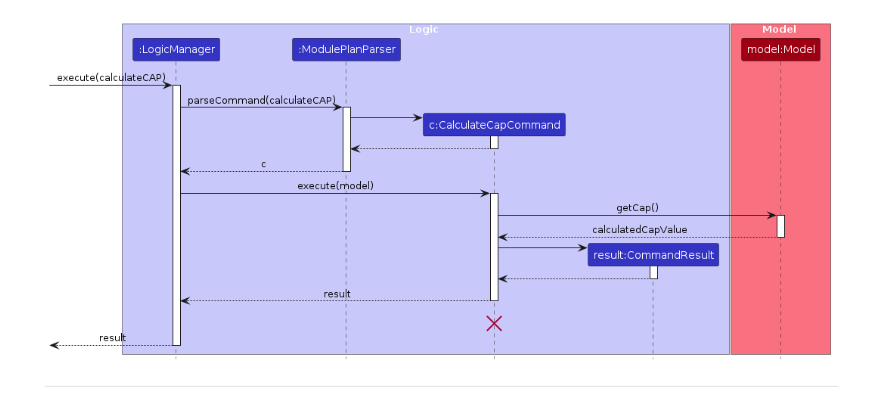 Logic
Model
:LogicManager
:ModulePlanParser
model:Model
execute(calculateCAP)
parseCommand(calculateCAP)
c:CalculateCapCommand
c
execute(model)
getCap()
calculatedCapValue
result:CommandResult
result
result